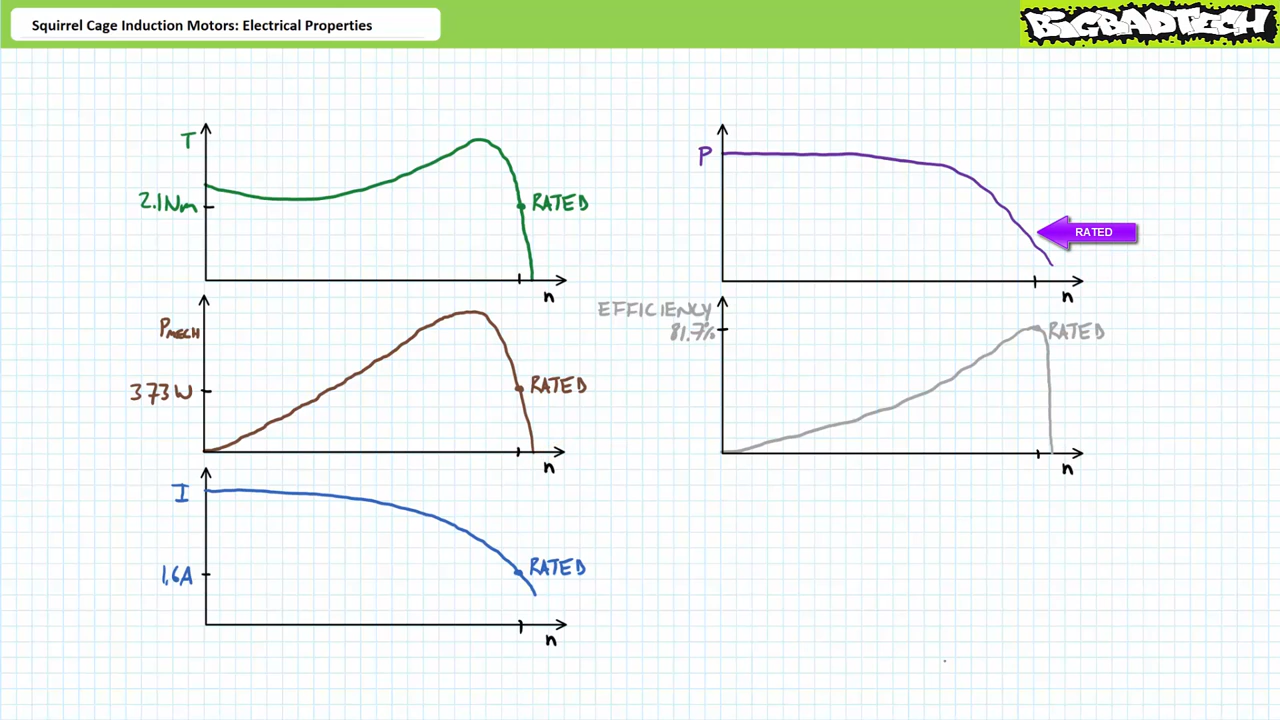 Squirrel Cage Induction Motors: Electrical Properties
BIGBADTECH
T
2.1Nm
RATED
n
P
RATED
n
PMECH
373W
RATED
n
EFFICIENCY
81.7%
RATED
n
I
1.6A
RATED
n